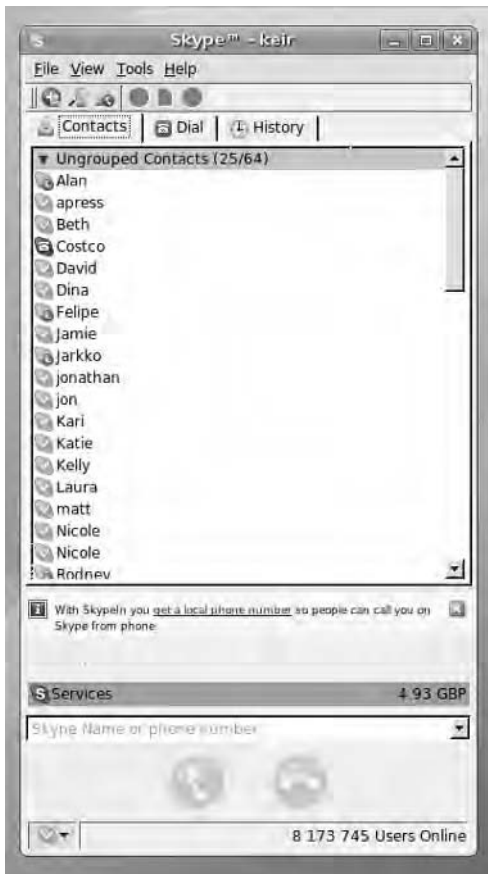 Skype™ - keir
File View Tools Help
Contacts Dial History
Ungrouped Contacts (25/64)
Alan
apress
Beth
Costco
David
Dina
Felipe
Jamie
Jarkko
jonathan
jon
Kari
Katie
Kelly
Laura
matt
Nicole
Nicole
Rodney
With SkypeIn you get a local phone number so people can call you on
Skype from phone
Services 4.93 GBP
Skype Name or phone number
8 173 745 Users Online